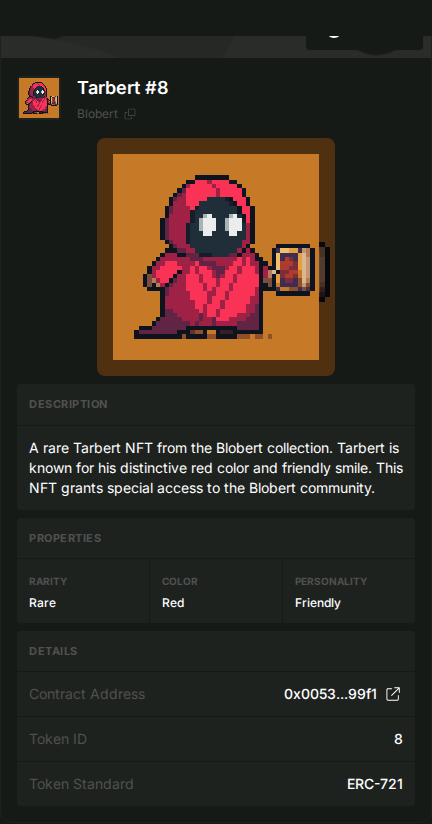 Tarbert #8
Blobert
DESCRIPTION
A rare Tarbert NFT from the Blobert collection. Tarbert is
known for his distinctive red color and friendly smile. This
NFT grants special access to the Blobert community.
PROPERTIES
RARITY COLOR PERSONALITY
Rare Red Friendly
DETAILS
Contract Address 0x0053...99f1
Token ID 8
Token Standard ERC-721